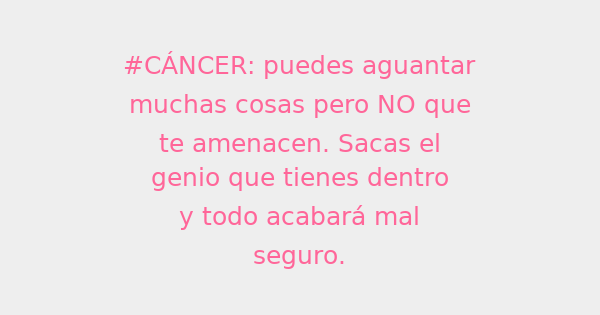 #CÁNCER: puedes aguantar
muchas cosas pero NO que
te amenacen. Sacas el
genio que tienes dentro
y todo acabará mal
seguro.